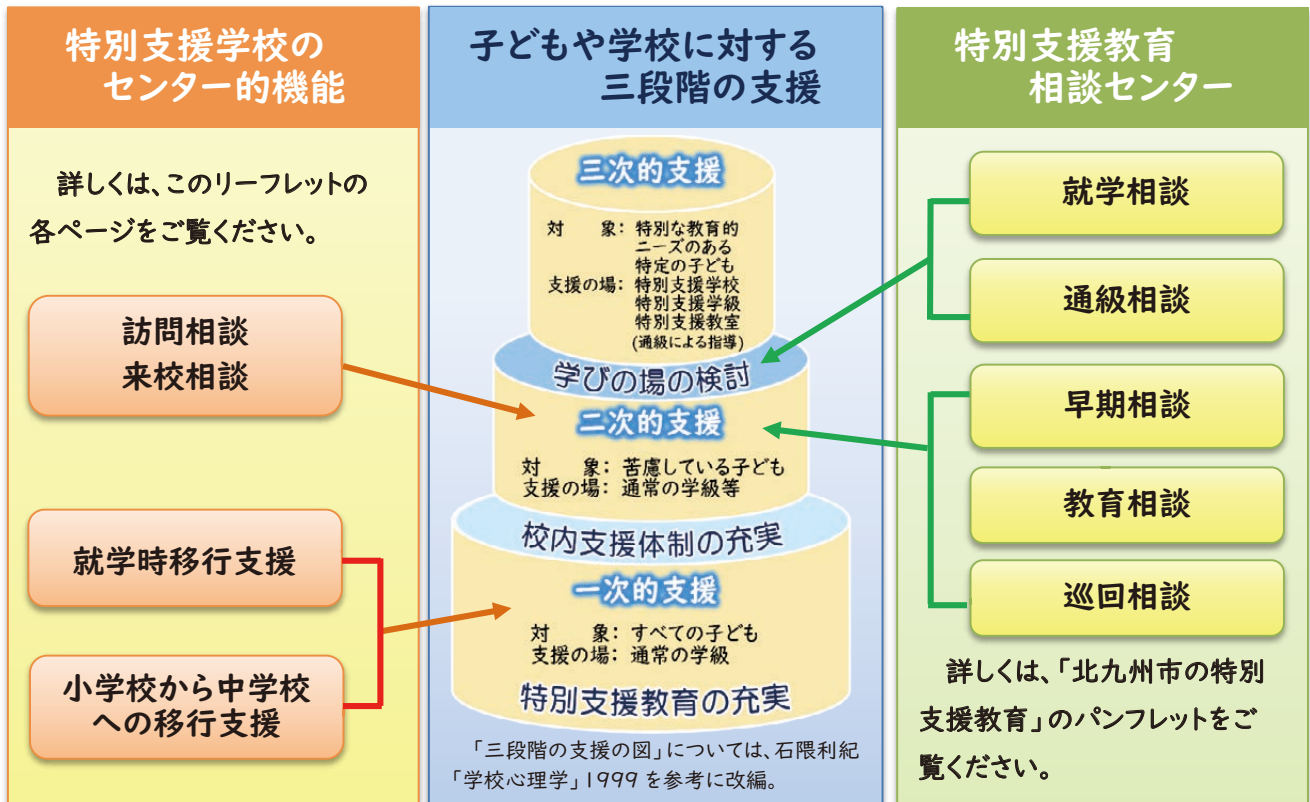 特別支援学校の
センター的機能
詳しくは、このリーフレットの
各ページをご覧ください。
訪問相談
来校相談
就学時移行支援
小学校から中学校
への移行支援
子どもや学校に対する
三段階の支援
三次的支援
対　象：特別な教育的
ニーズのある
特定の子ども
支援の場：特別支援学校
特別支援学級
特別支援教室
(通級による指導)
学びの場の検討
二次的支援
対　象：苦慮している子ども
支援の場：通常の学級等
校内支援体制の充実
一次的支援
対　象：すべての子ども
支援の場：通常の学級
特別支援教育の充実
「三段階の支援の図」については、石隈利紀
「学校心理学」1999を参考に改編。
特別支援教育
相談センター
就学相談
通級相談
早期相談
教育相談
巡回相談
詳しくは、「北九州市の特別
支援教育」のパンフレットをご
覧ください。